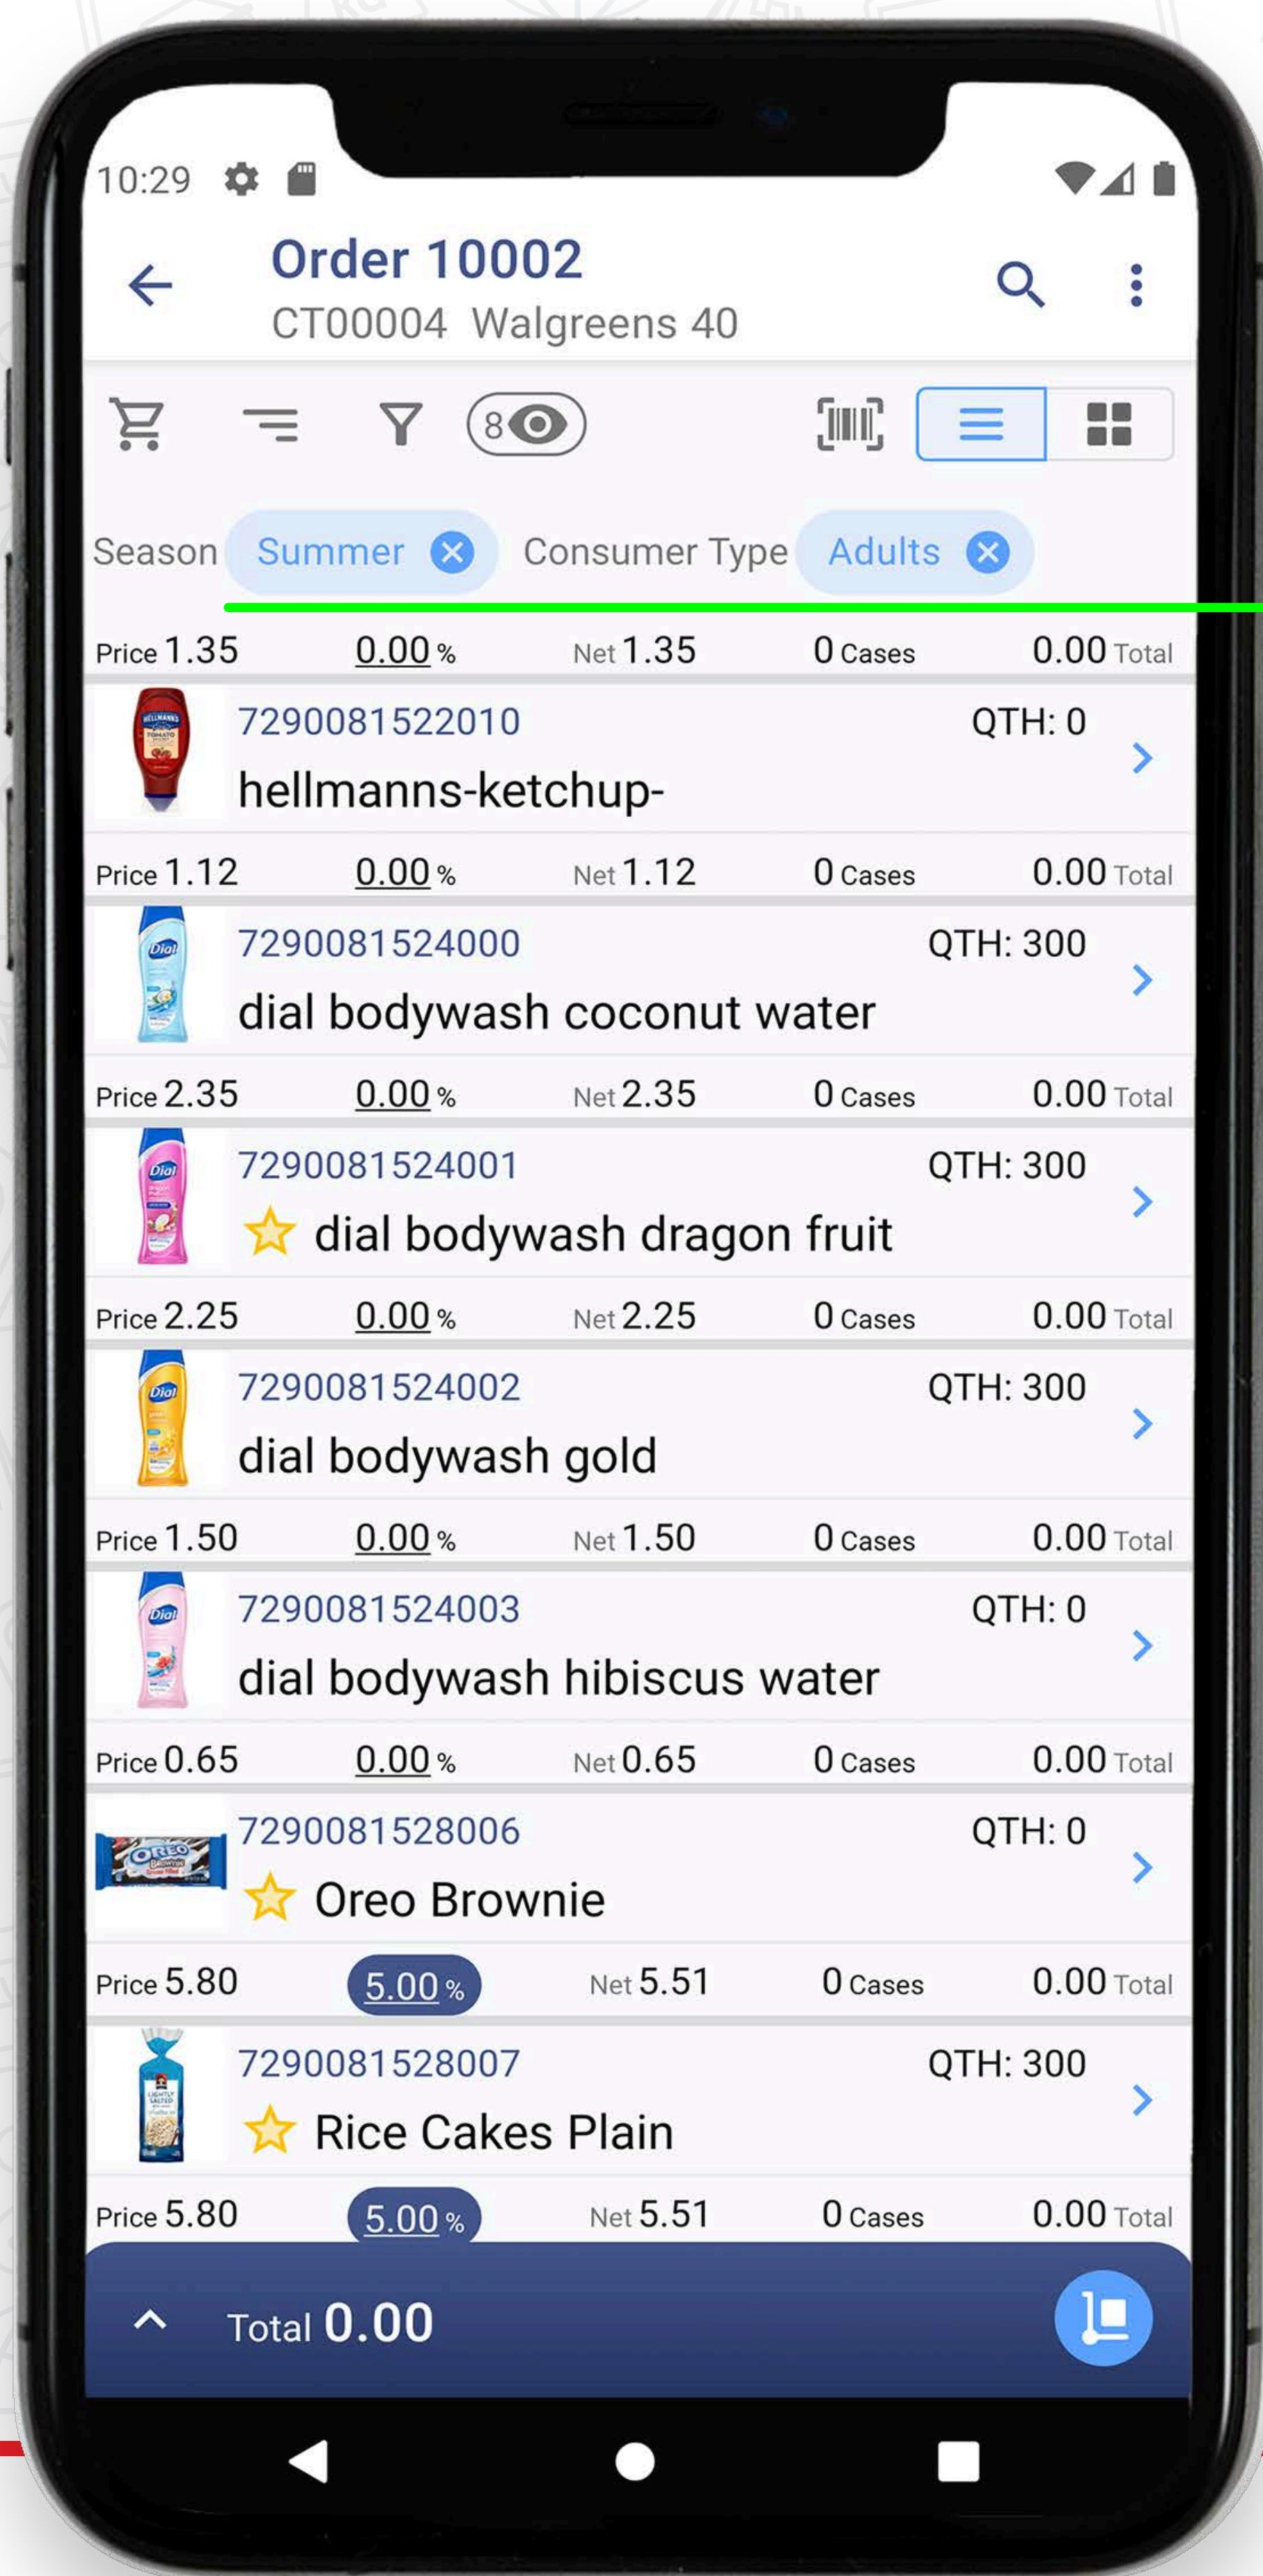 10:29
Order 10002
CT00004 Walgreens 40
8
Season Summer Consumer Type Adults
Price 1.35 0.00 % Net 1.35 0 Cases 0.00 Total
7290081522010 QTH: 0
hellmanns-ketchup-
Price 1.12 0.00 % Net 1.12 0 Cases 0.00 Total
Dial
7290081524000 QTH: 300
dial bodywash coconut water
Price 2.35 0.00 % Net 2.35 0 Cases 0.00 Total
Dial
7290081524001 QTH: 300
dial bodywash dragon fruit
Price 2.25 0.00 % Net 2.25 0 Cases 0.00 Total
Dial
7290081524002 QTH: 300
dial bodywash gold
Price 1.50 0.00 % Net 1.50 0 Cases 0.00 Total
Dial
7290081524003 QTH: 0
dial bodywash hibiscus water
Price 0.65 0.00 % Net 0.65 0 Cases 0.00 Total
OREO
Brownie
7290081528006 QTH: 0
Oreo Brownie
Price 5.80 5.00 % Net 5.51 0 Cases 0.00 Total
LIGHTLY
SALTED
7290081528007 QTH: 300
Rice Cakes Plain
Price 5.80 5.00 % Net 5.51 0 Cases 0.00 Total
Total 0.00